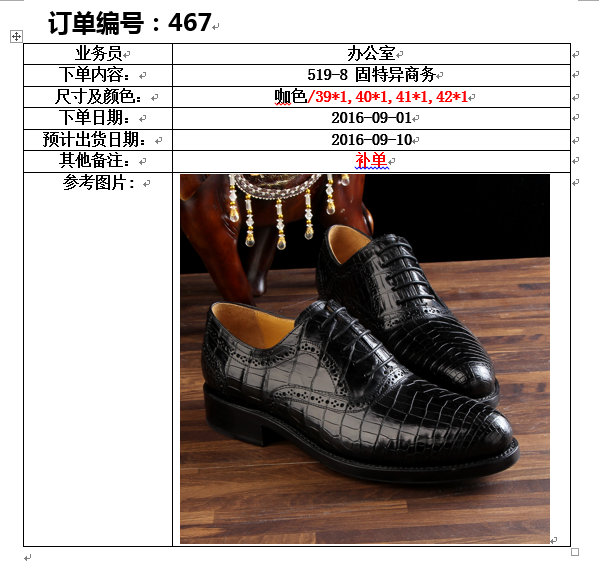 订单编号：467
业务员 办公室
下单内容： 519-8 固特异商务
尺寸及颜色： 咖色/39*1,40*1,41*1,42*1
下单日期： 2016-09-01
预计出货日期： 2016-09-10
其他备注： 补单
参考图片：